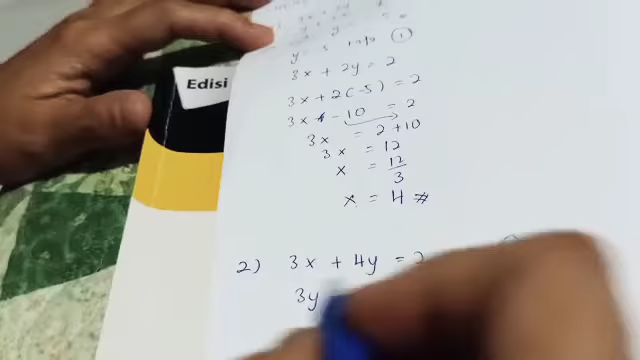 Edisi
3x + 2y = 2
3x + 2(-5) = 2
3x - 10 = 2
3x = 2 + 10
3x = 12
x = 12/3
x = 4 #
2) 3x + 4y =
3y